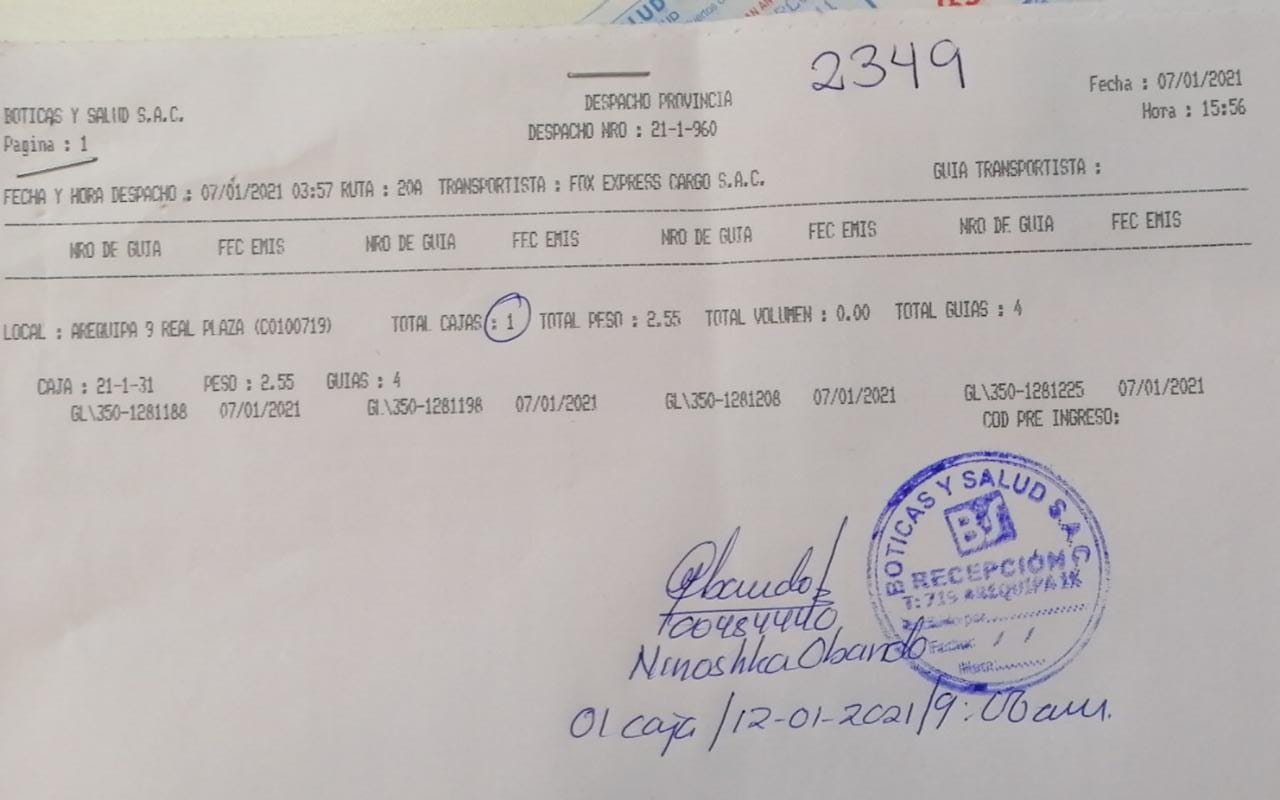 2349
BOTICAS Y SALUD S.A.C.
DESPACHO PROVINCIA
Fecha : 07/01/2021
Pagina : 1
DESPACHO NRO : 21-1-960
Hora : 15:56
FECHA Y HORA DESPACHO : 07/01/2021 03:57 RUTA : 20A TRANSPORTISTA : FOX EXPRESS CARGO S.A.C.
GUIA TRANSPORTISTA :
NRO DE GUIA FEC EMIS NRO DE GUIA FEC EMIS NRO DE GUIA FEC EMIS NRO DE GUIA FEC EMIS
LOCAL : AREQUIPA 9 REAL PLAZA (C0100719) TOTAL CAJAS : 1 TOTAL PESO : 2.55 TOTAL VOLUMEN : 0.00 TOTAL GUIAS : 4
CAJA : 21-1-31 PESO : 2.55 GUIAS : 4
GL\350-1281188 07/01/2021 GL\350-1281198 07/01/2021 GL\350-1281208 07/01/2021 GL\350-1281225 07/01/2021
COD PRE INGRESO:
BOTICAS Y SALUD S.A.C
BS
RECEPCIÓN
Fecha: / /
Hora:
Obando
Ninoshka Obando
01 caja / 12-01-2021 / 9:00 am.